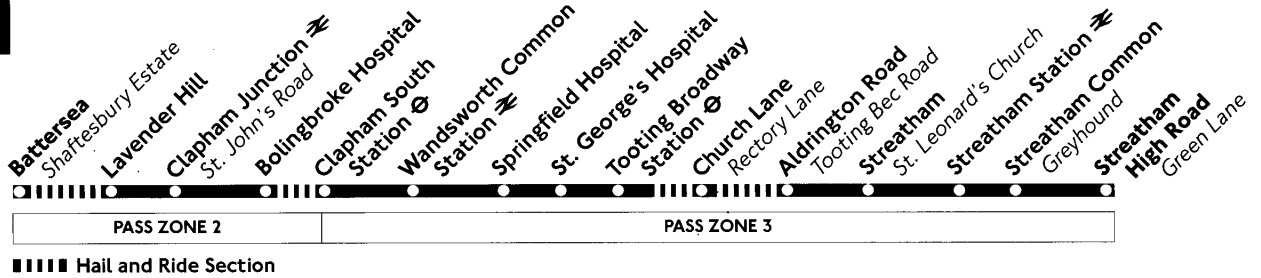 Battersea
Shaftesbury Estate
Lavender Hill
Clapham Junction
St. John's Road
Bolingbroke Hospital
Clapham South
Station
Wandsworth Common
Station
Springfield Hospital
St. George's Hospital
Tooting Broadway
Station
Church Lane
Rectory Lane
Aldrington Road
Tooting Bec Road
Streatham
St. Leonard's Church
Streatham Station
Streatham Common
Greyhound
Streatham
High Road
Green Lane
PASS ZONE 2
PASS ZONE 3
Hail and Ride Section